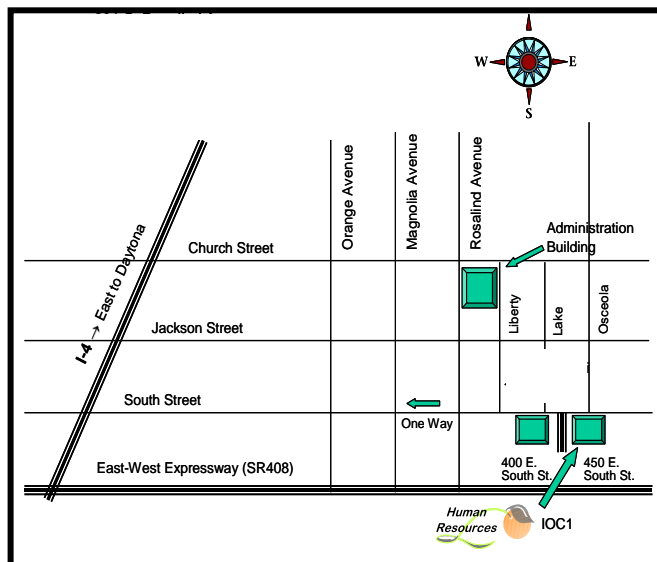 W E
S
Orange Avenue
Magnolia Avenue
Rosalind Avenue
Administration
Building
Church Street
I-4 → East to Daytona
Liberty
Lake
Osceola
Jackson Street
South Street
One Way
400 E.
South St.
450 E.
South St.
East-West Expressway (SR408)
Human
Resources
IOC1